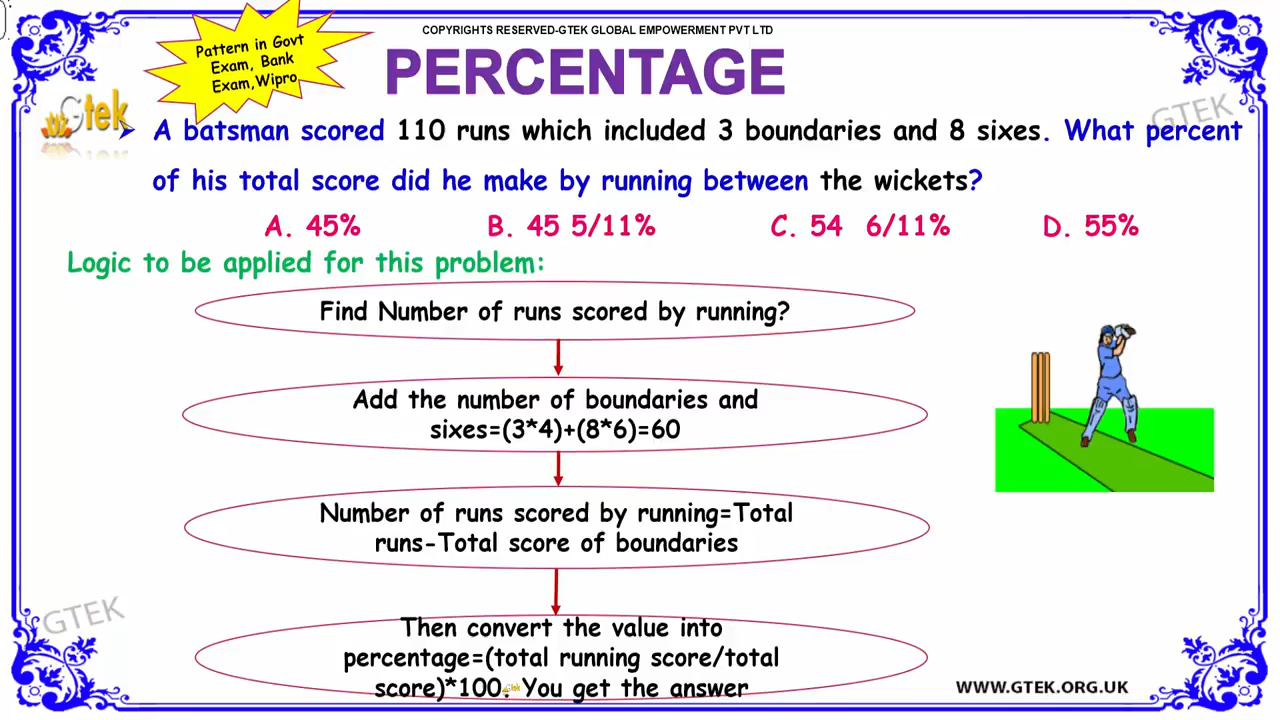 COPYRIGHTS RESERVED-GTEK GLOBAL EMPOWERMENT PVT LTD
Pattern in Govt
Exam, Bank
Exam,Wipro
PERCENTAGE
Gtek
GTEK
A batsman scored 110 runs which included 3 boundaries and 8 sixes. What percent
of his total score did he make by running between the wickets?
A. 45% B. 45 5/11% C. 54 6/11% D. 55%
Logic to be applied for this problem:
Find Number of runs scored by running?
Add the number of boundaries and
sixes=(3*4)+(8*6)=60
Number of runs scored by running=Total
runs-Total score of boundaries
GTEK
Then convert the value into
percentage=(total running score/total
score)*100. You get the answer
WWW.GTEK.ORG.UK